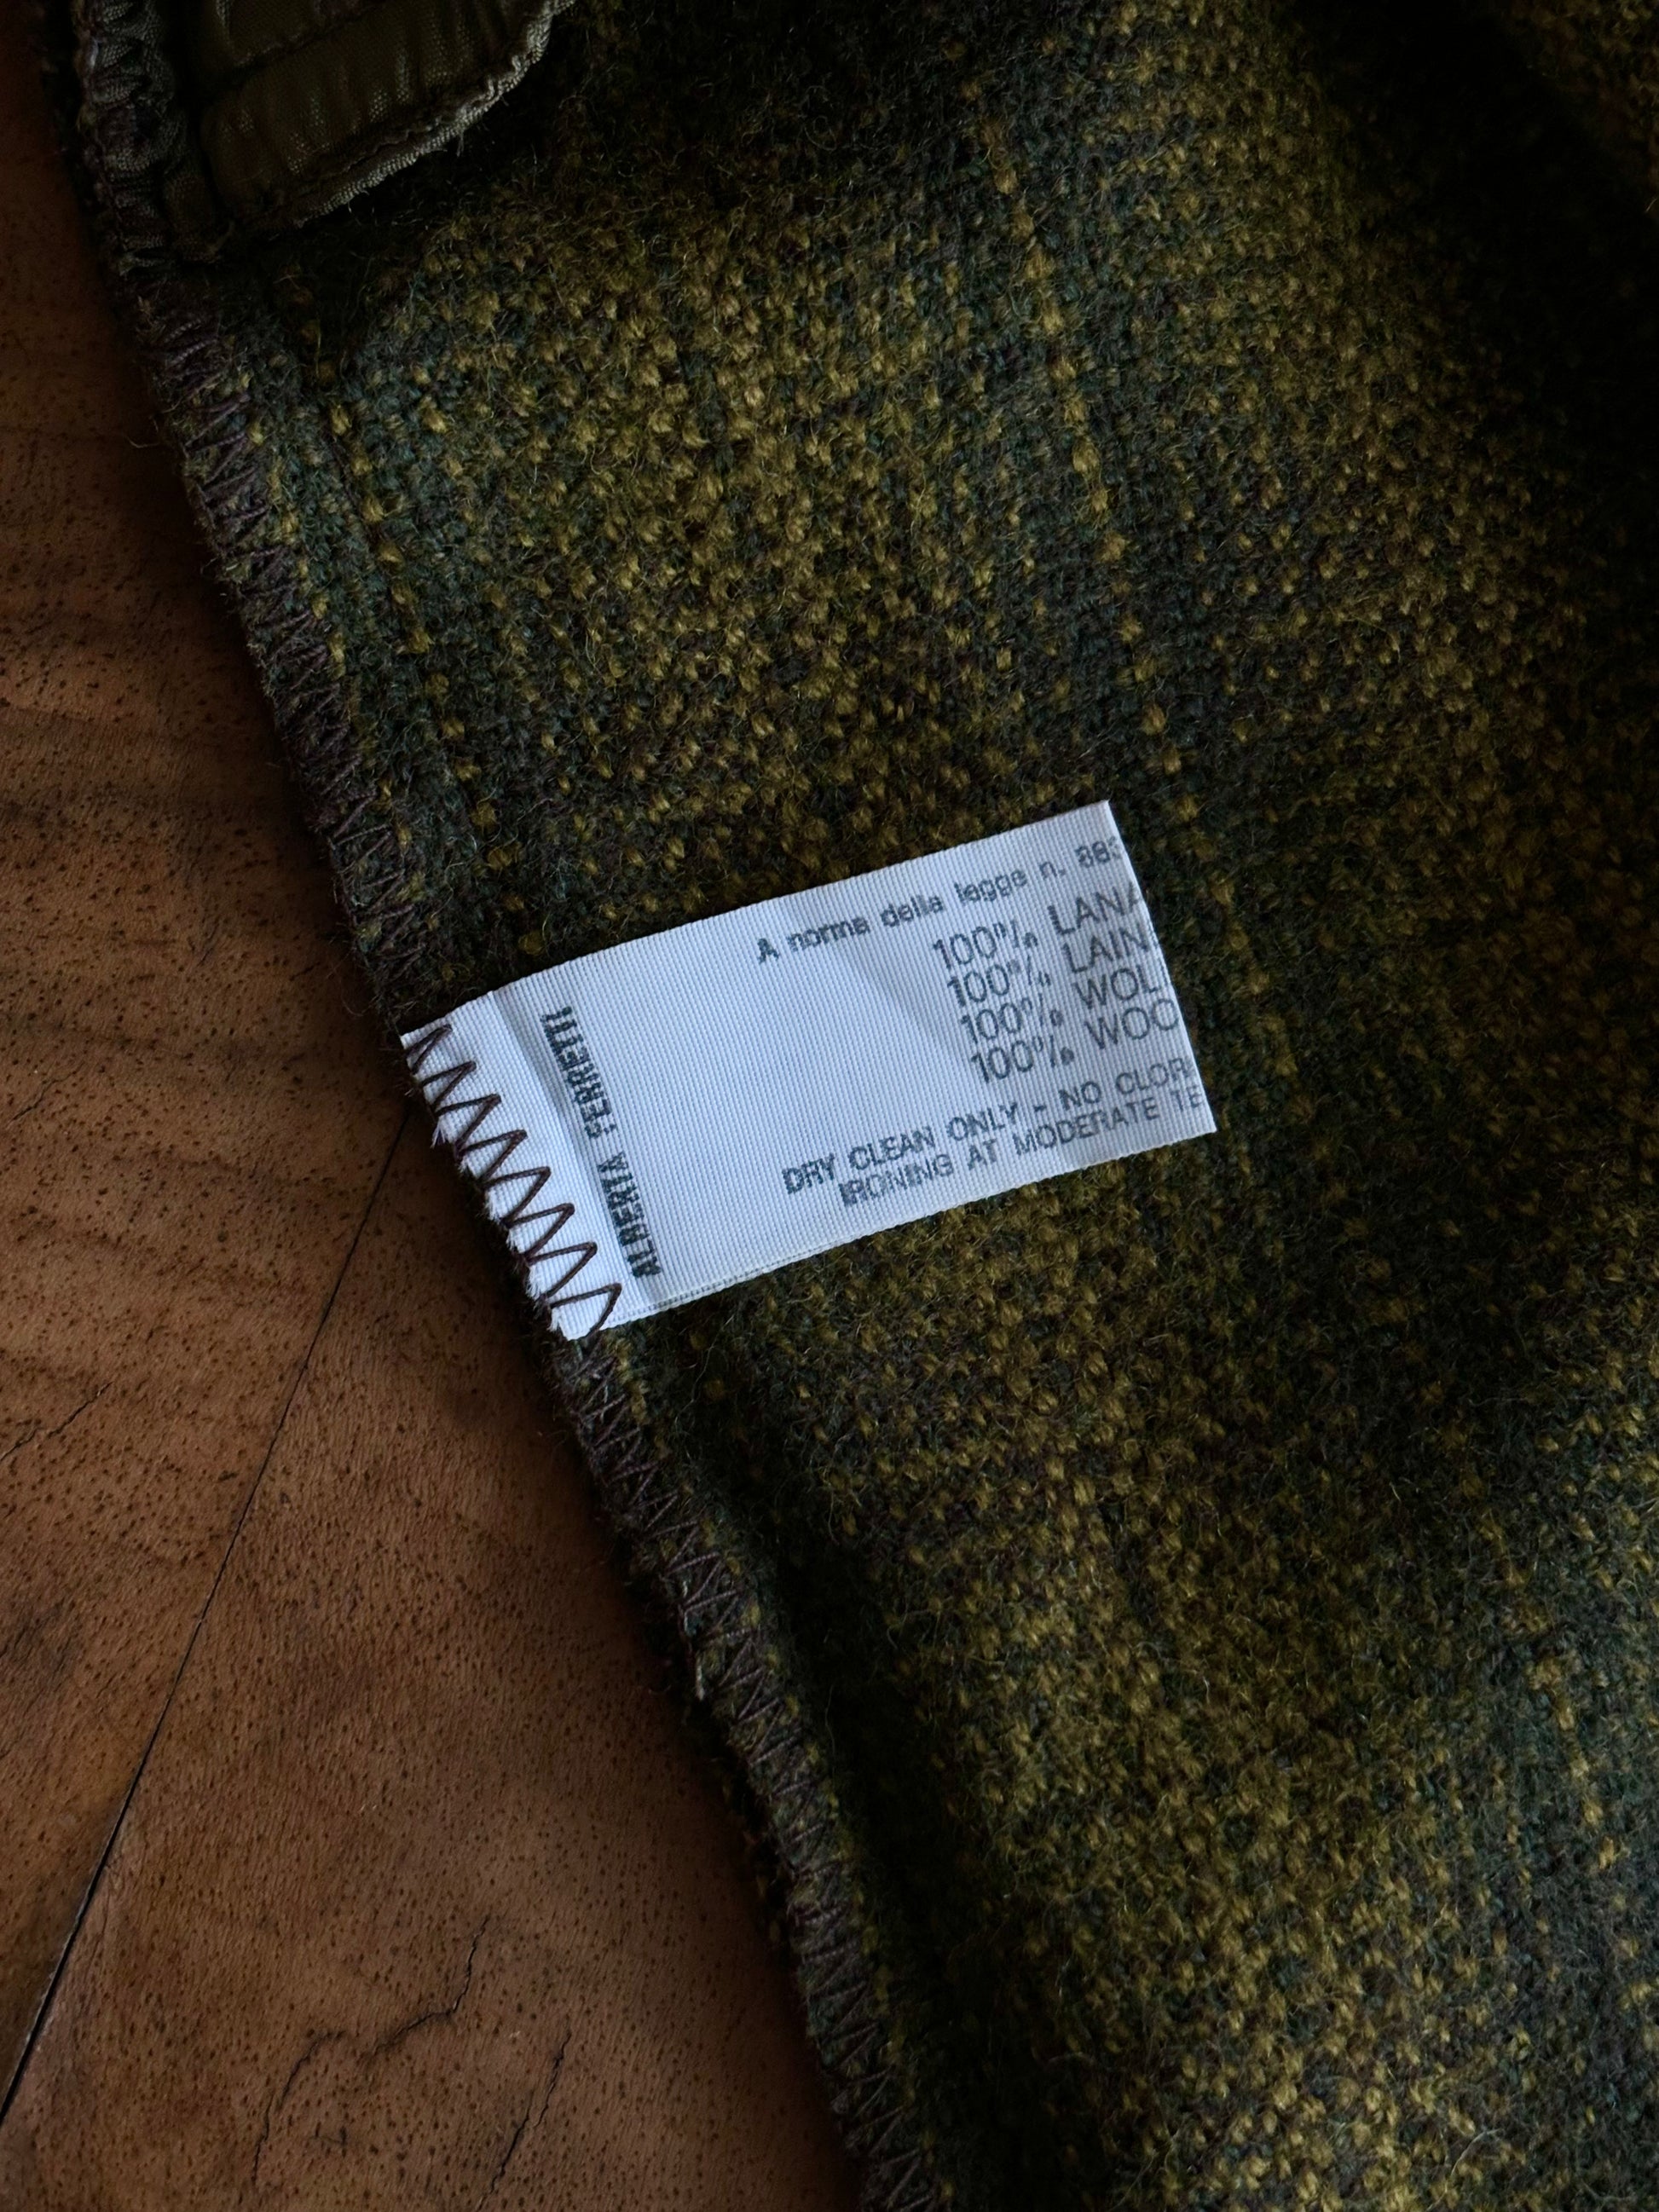 ALBERTA FERRETTI
A norma della legge n. 883
100% LANA
100% LAIN
100% WOL
100% WOO
DRY CLEAN ONLY - NO CLOR
IRONING AT MODERATE TE